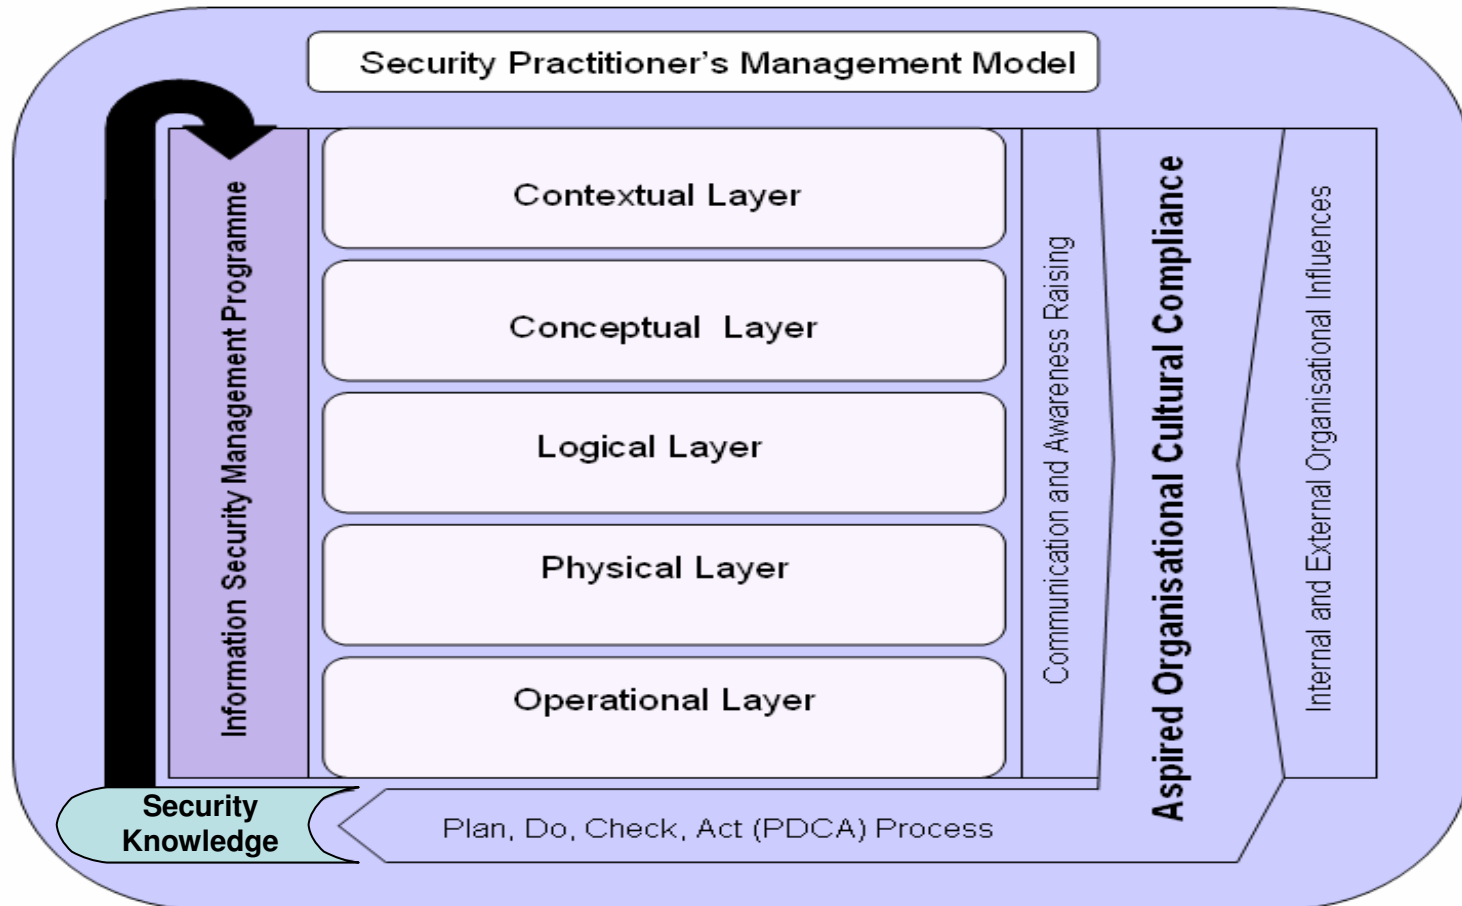 Security Practitioner's Management Model
Information Security Management Programme
Contextual Layer
Conceptual Layer
Logical Layer
Physical Layer
Operational Layer
Communication and Awareness Raising
Aspired Organisational Cultural Compliance
Internal and External Organisational Influences
Security
Knowledge
Plan, Do, Check, Act (PDCA) Process